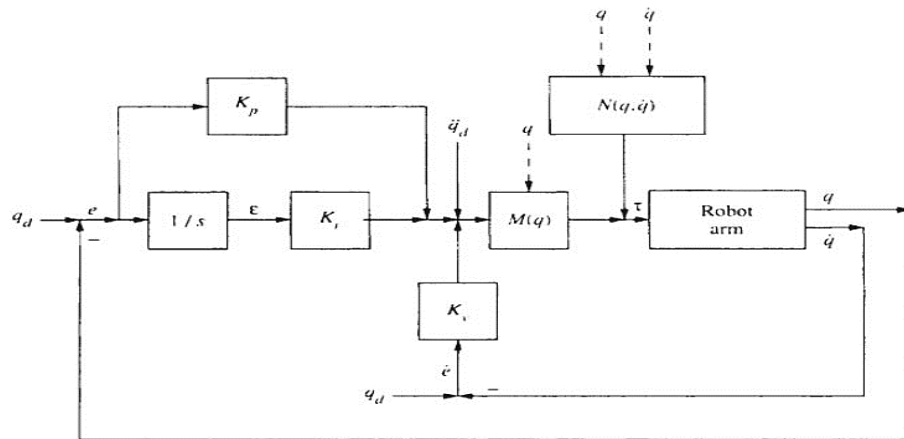 q q̇
K_p
N(q,q̇)
q̈_d
q
q_d e 1/s ε K_i M(q) τ Robot arm q
q̇
−
K_v
ė
q_d −